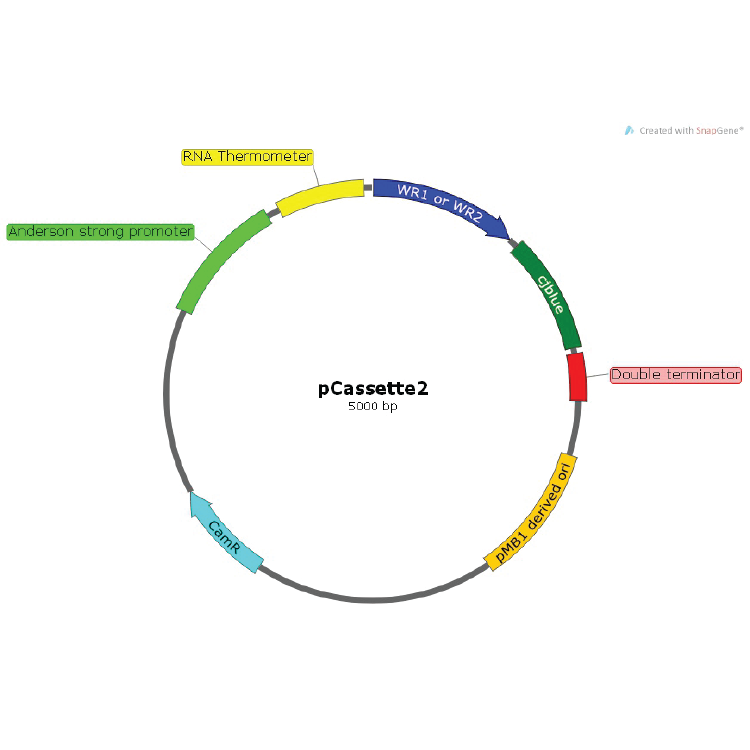 Created with SnapGene®
RNA Thermometer
WR1 or WR2
Anderson strong promoter
cjblue
Double terminator
pCassette2
5000 bp
pMB1 derived ori
CamR